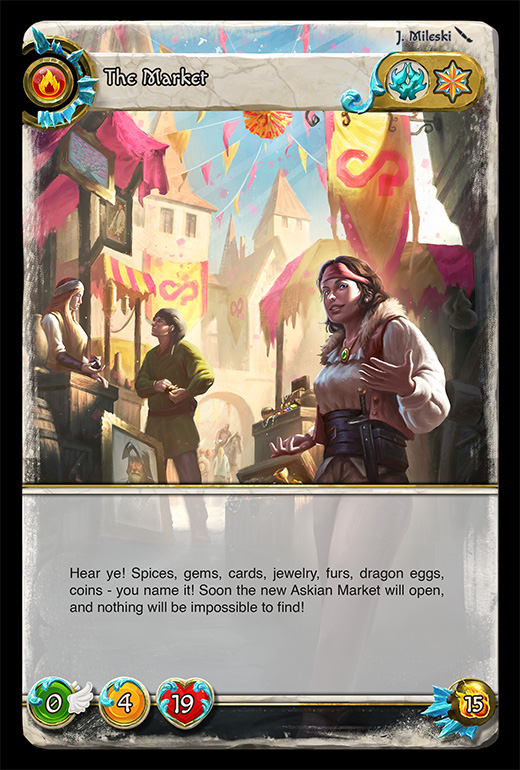 J. Mileski
The Market
Hear ye! Spices, gems, cards, jewelry, furs, dragon eggs,
coins - you name it! Soon the new Askian Market will open,
and nothing will be impossible to find!
0 4 19 15